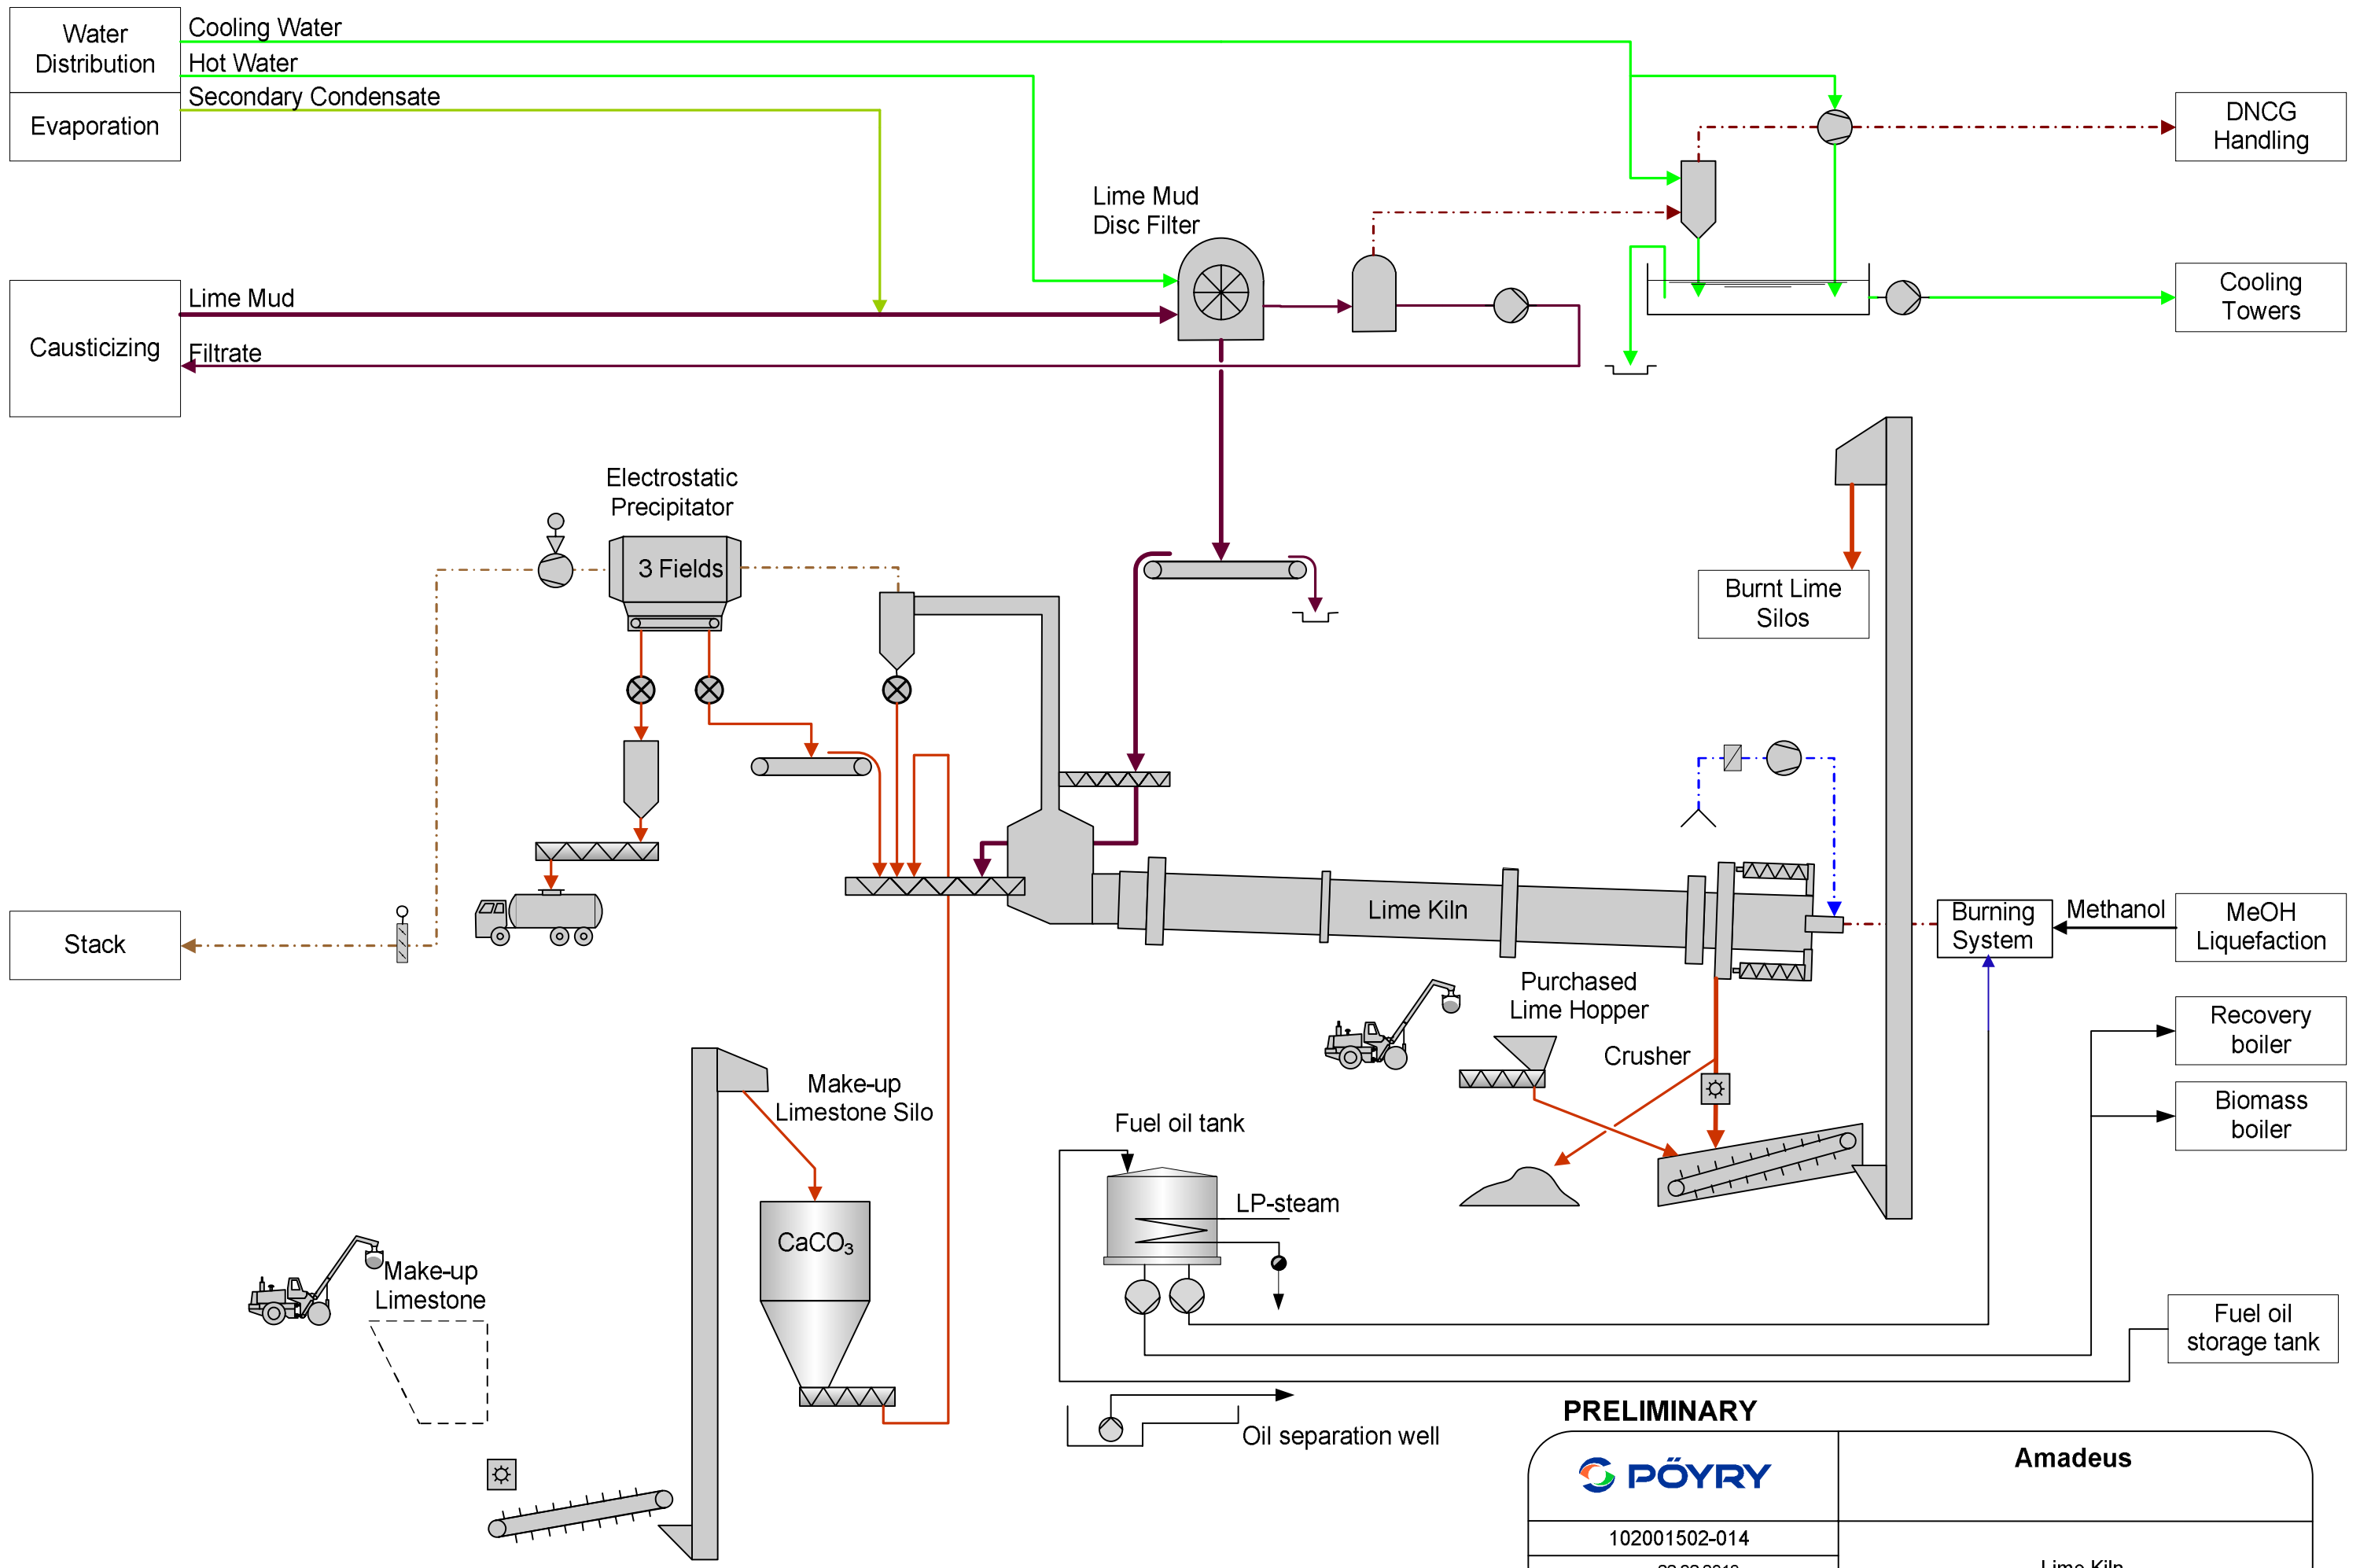 Water
Distribution
Cooling Water
Hot Water
Secondary Condensate
Evaporation
DNCG
Handling
Lime Mud
Disc Filter
Lime Mud
Causticizing
Filtrate
Cooling
Towers
Electrostatic
Precipitator
3 Fields
Burnt Lime
Silos
Lime Kiln
Stack
Burning
System
Methanol
MeOH
Liquefaction
Purchased
Lime Hopper
Crusher
Recovery
boiler
Biomass
boiler
Make-up
Limestone Silo
Fuel oil tank
LP-steam
CaCO₃
Make-up
Limestone
Fuel oil
storage tank
Oil separation well
PRELIMINARY
PÖYRY
Amadeus
102001502-014
Lime Kiln